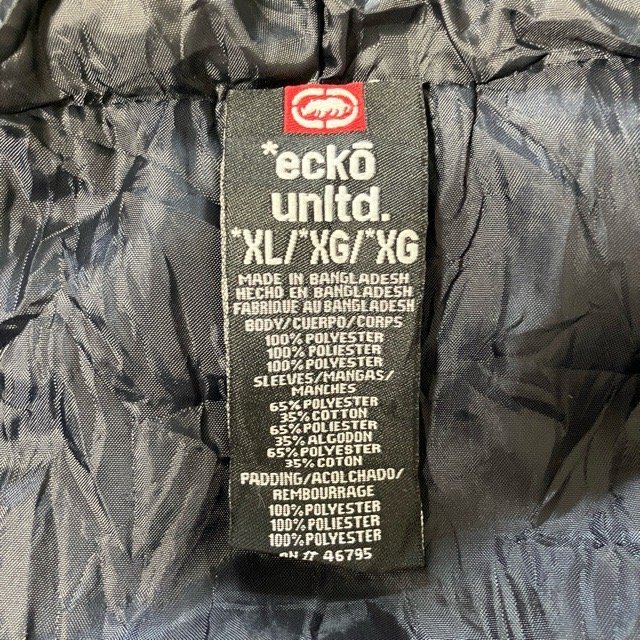 *eckō
unltd.
*XL/*XG/*XG
MADE IN BANGLADESH
HECHO EN BANGLADESH
FABRIQUE AU BANGLADESH
BODY/CUERPO/CORPS
100% POLYESTER
100% POLIESTER
100% POLYESTER
SLEEVES/MANGAS/
MANCHES
65% POLYESTER
35% COTTON
65% POLIESTER
35% ALGODON
65% POLYESTER
35% COTON
PADDING/ACOLCHADO/
REMBOURRAGE
100% POLYESTER
100% POLIESTER
100% POLYESTER
46795